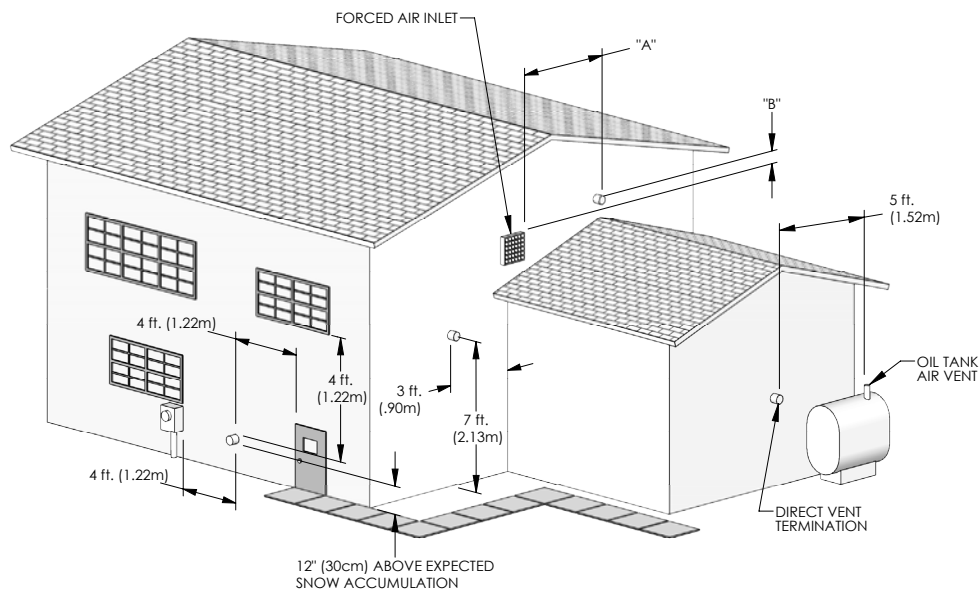 FORCED AIR INLET
"A"
"B"
5 ft.
(1.52m)
4 ft. (1.22m)
4 ft.
(1.22m)
3 ft.
(.90m)
7 ft.
(2.13m)
OIL TANK
AIR VENT
4 ft. (1.22m)
DIRECT VENT
TERMINATION
12" (30cm) ABOVE EXPECTED
SNOW ACCUMULATION